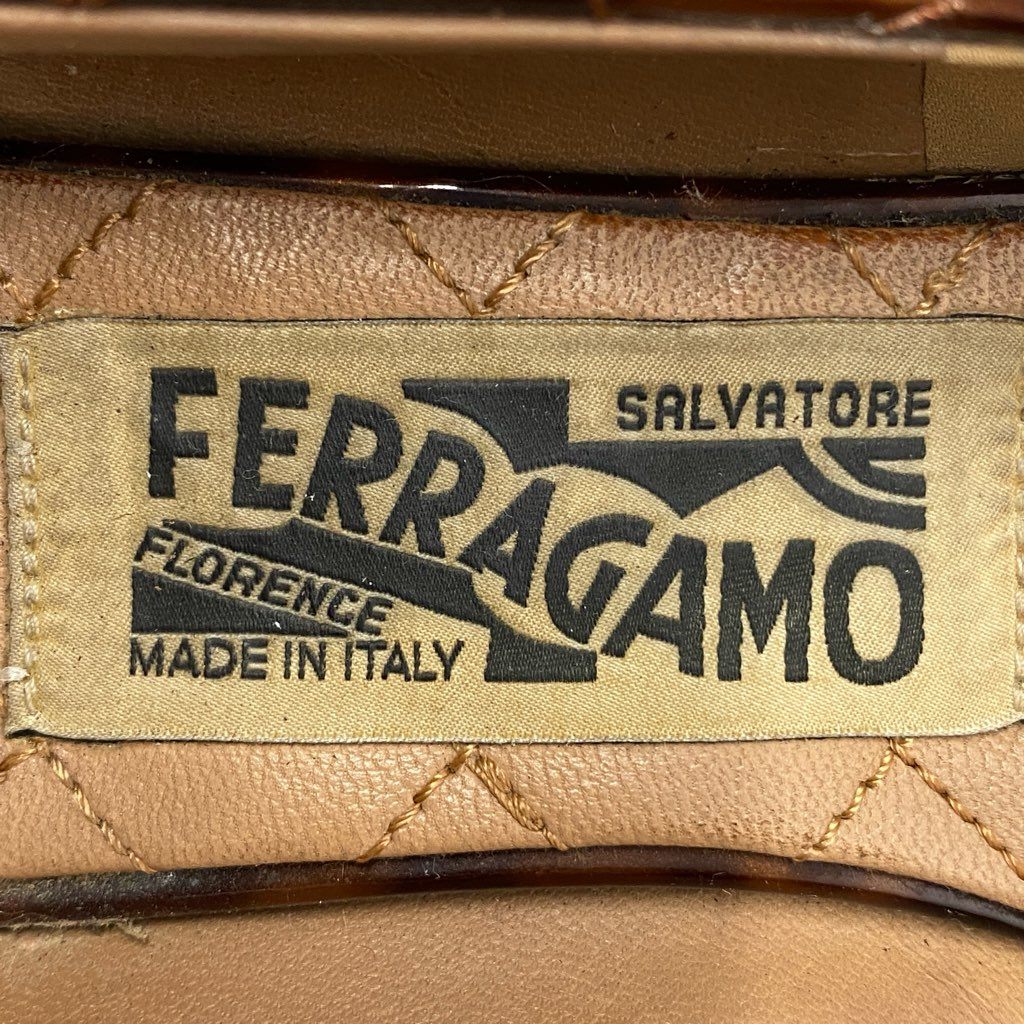 SALVATORE
FERRAGAMO
FLORENCE
MADE IN ITALY